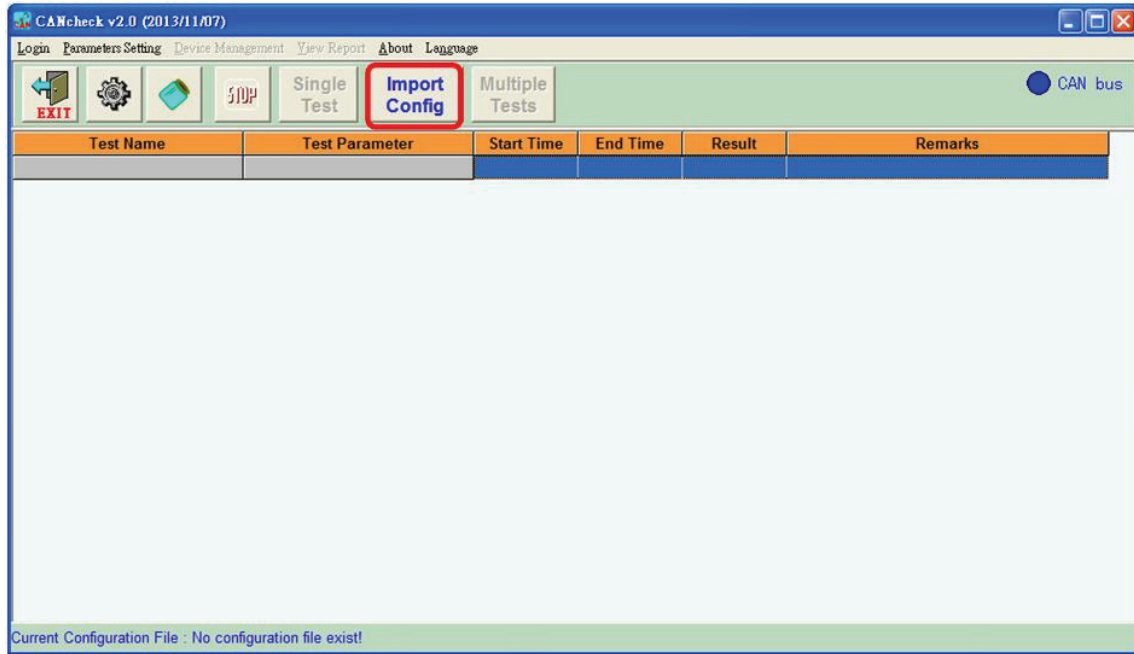 CANcheck v2.0 (2013/11/07)
Login Parameters Setting Device Management View Report About Language
EXIT
STOP
Single
Test
Import
Config
Multiple
Tests
CAN bus
Test Name Test Parameter Start Time End Time Result Remarks
Current Configuration File : No configuration file exist!